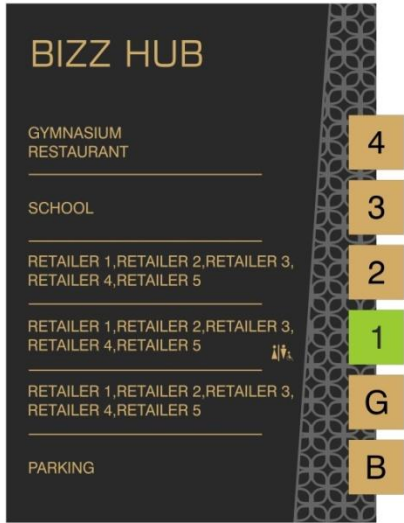 BIZZ HUB
GYMNASIUM
RESTAURANT
4
SCHOOL
3
RETAILER 1,RETAILER 2,RETAILER 3,
RETAILER 4,RETAILER 5
2
RETAILER 1,RETAILER 2,RETAILER 3,
RETAILER 4,RETAILER 5
1
RETAILER 1,RETAILER 2,RETAILER 3,
RETAILER 4,RETAILER 5
G
PARKING
B